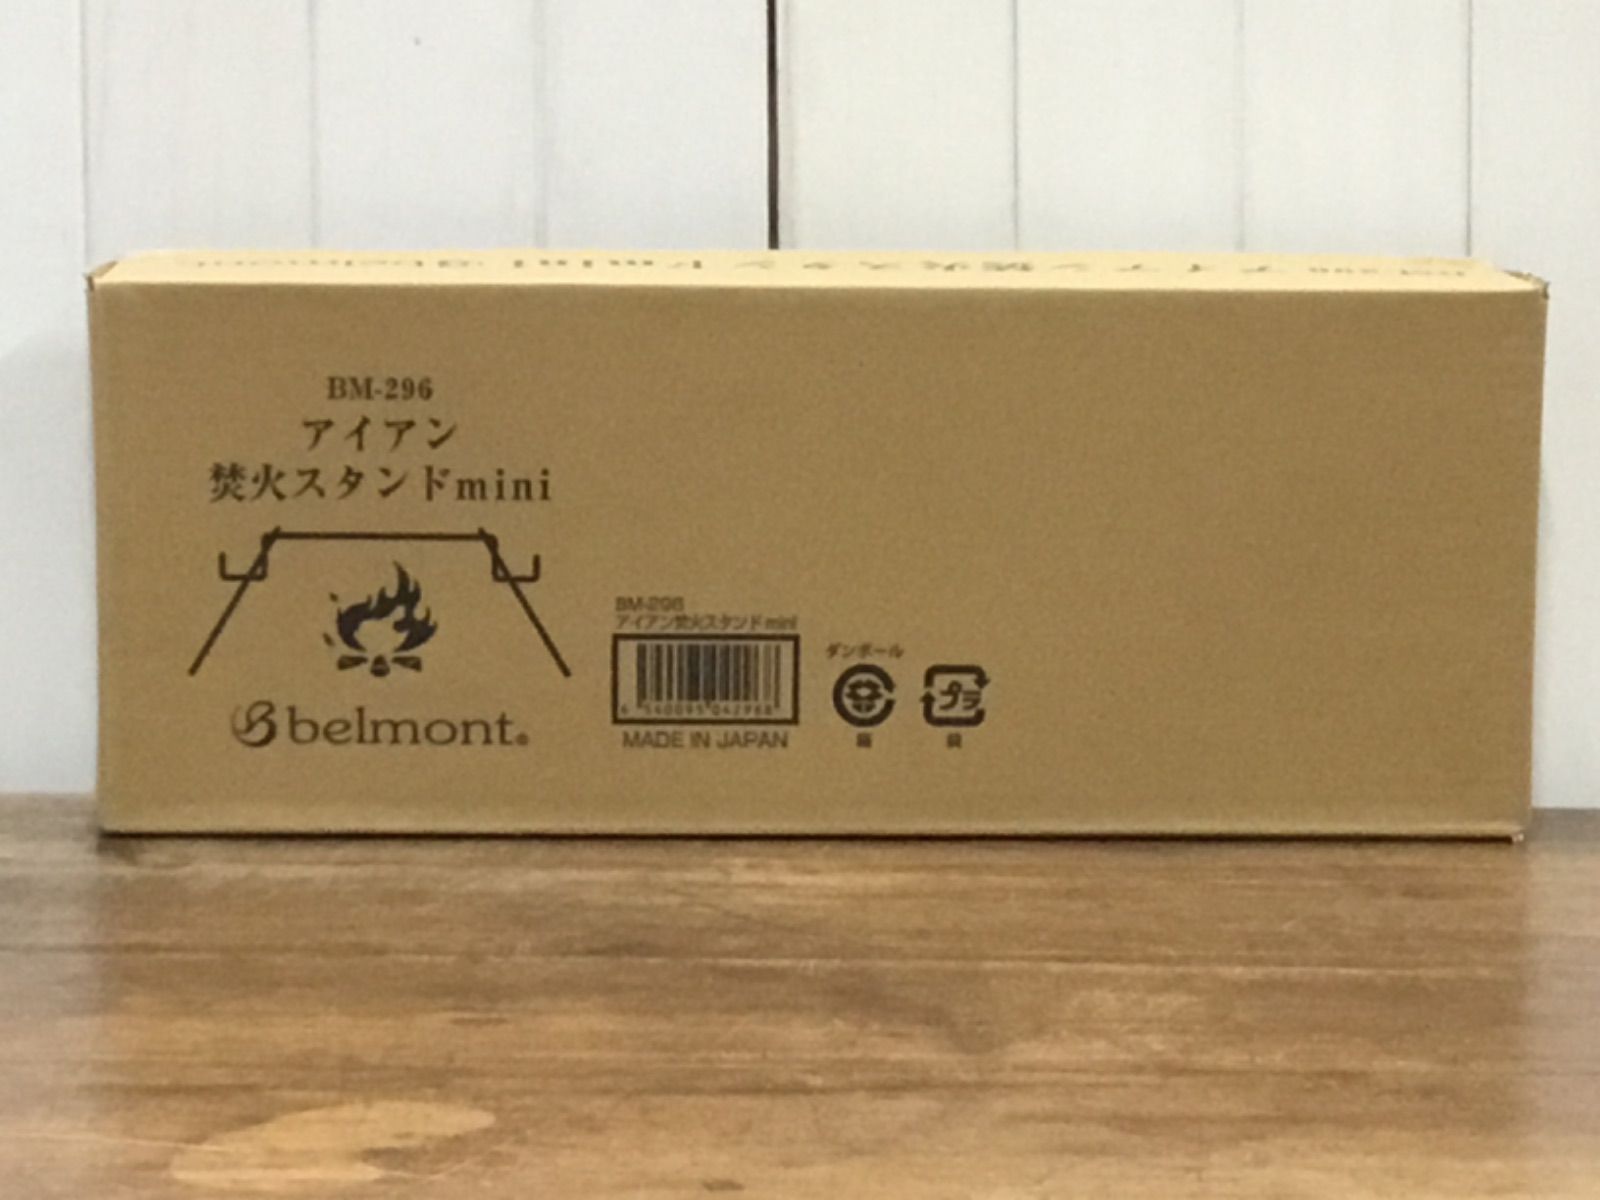 BM-296
アイアン
焚火スタンドmini
belmont®
BM-296
アイアン焚火スタンドmini
MADE IN JAPAN
ダンボール
箱
プラ
袋